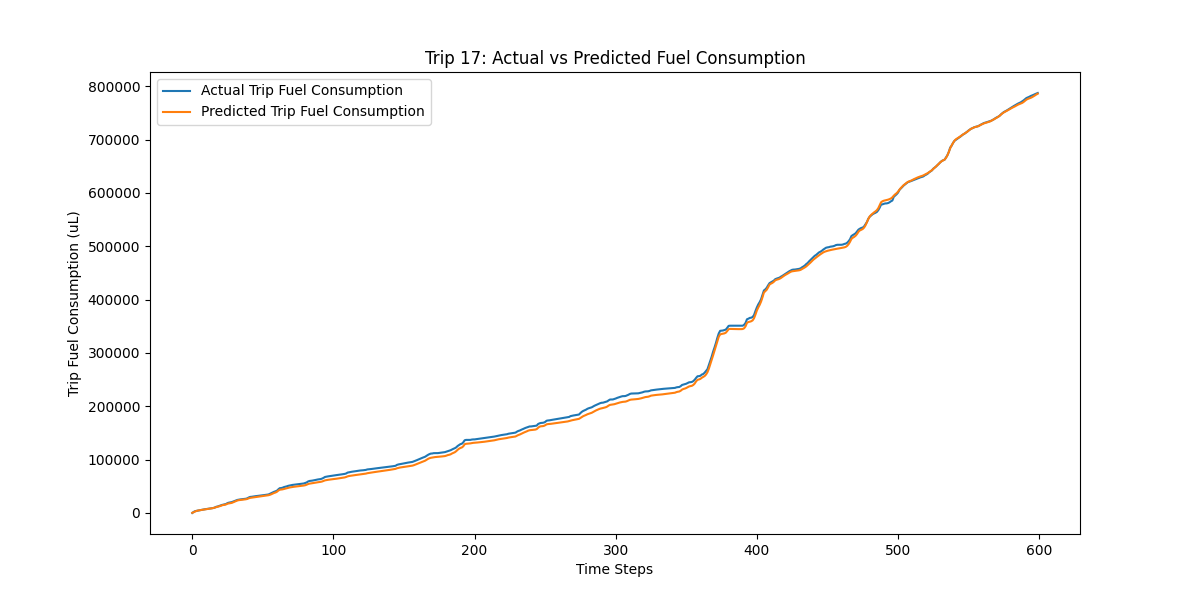 Trip 17: Actual vs Predicted Fuel Consumption
Actual Trip Fuel Consumption
Predicted Trip Fuel Consumption
Trip Fuel Consumption (uL)
800000
700000
600000
500000
400000
300000
200000
100000
0
0 100 200 300 400 500 600
Time Steps